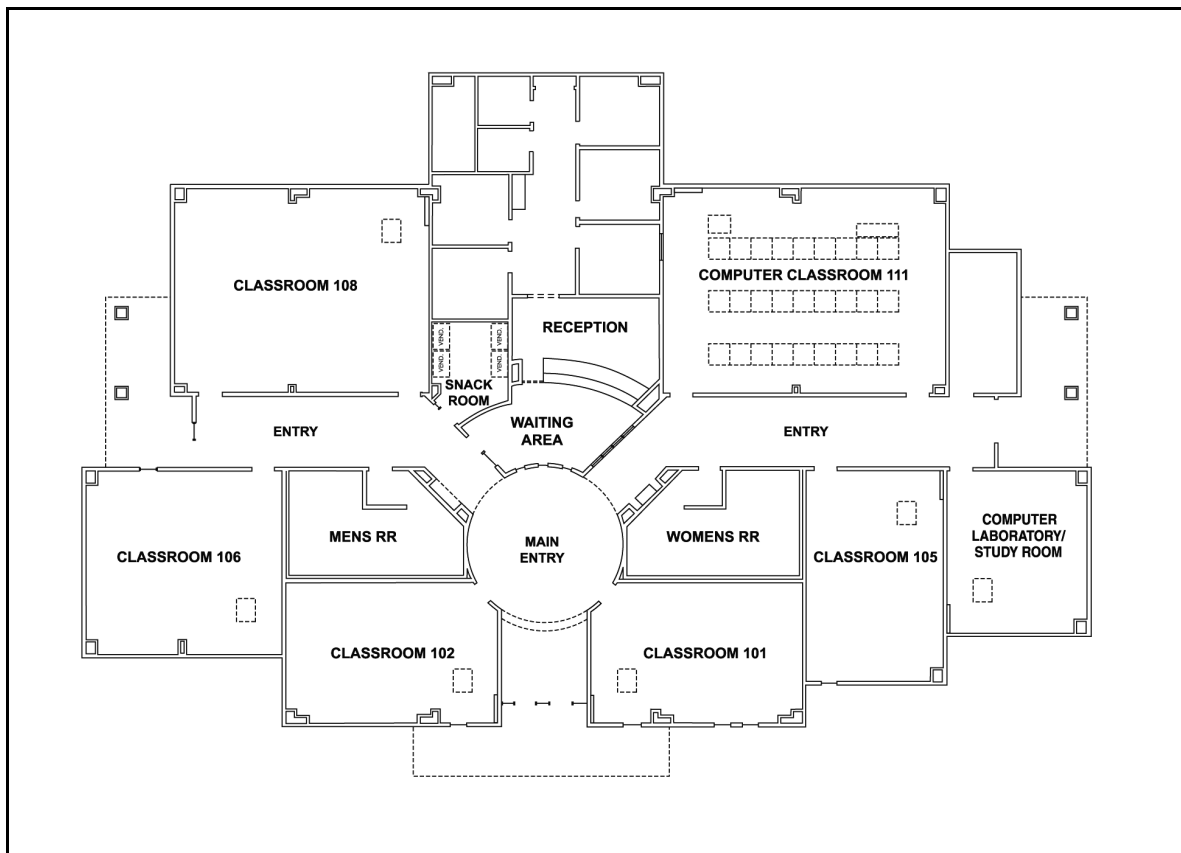 CLASSROOM 108
COMPUTER CLASSROOM 111
RECEPTION
VEND.
VEND.
VEND.
VEND.
SNACK
ROOM
WAITING
AREA
ENTRY
ENTRY
MENS RR
WOMENS RR
MAIN
ENTRY
CLASSROOM 106
CLASSROOM 105
COMPUTER
LABORATORY/
STUDY ROOM
CLASSROOM 102
CLASSROOM 101